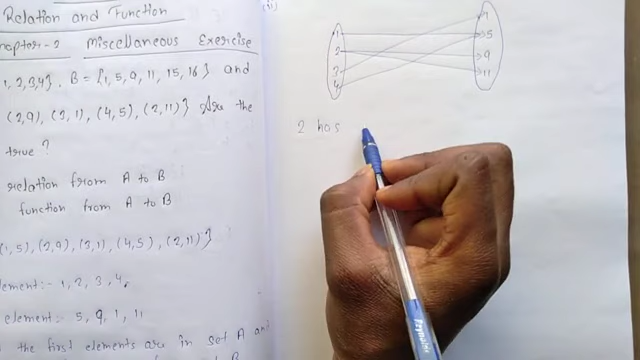 Relation and Function
Chapter-2 Miscellaneous Exercise
1, 2, 3, 4}, B = {1, 5, 9, 11, 15, 16} and
(2,9), (3,1), (4,5), (2,11)} Are the
true?
relation from A to B
function from A to B
(1,5), (2,9), (3,1), (4,5), (2,11)}
element:- 1, 2, 3, 4.
element:- 5, 9, 1, 11
the first elements are in set A and
(ii)
1
2
3
4
1
5
9
11
2 has
Reynolds